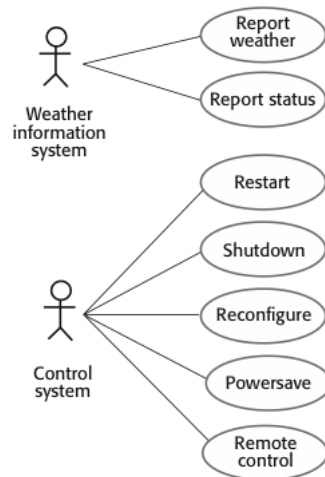 Report
weather
Weather
information
system
Report status
Restart
Shutdown
Control
system
Reconfigure
Powersave
Remote
control